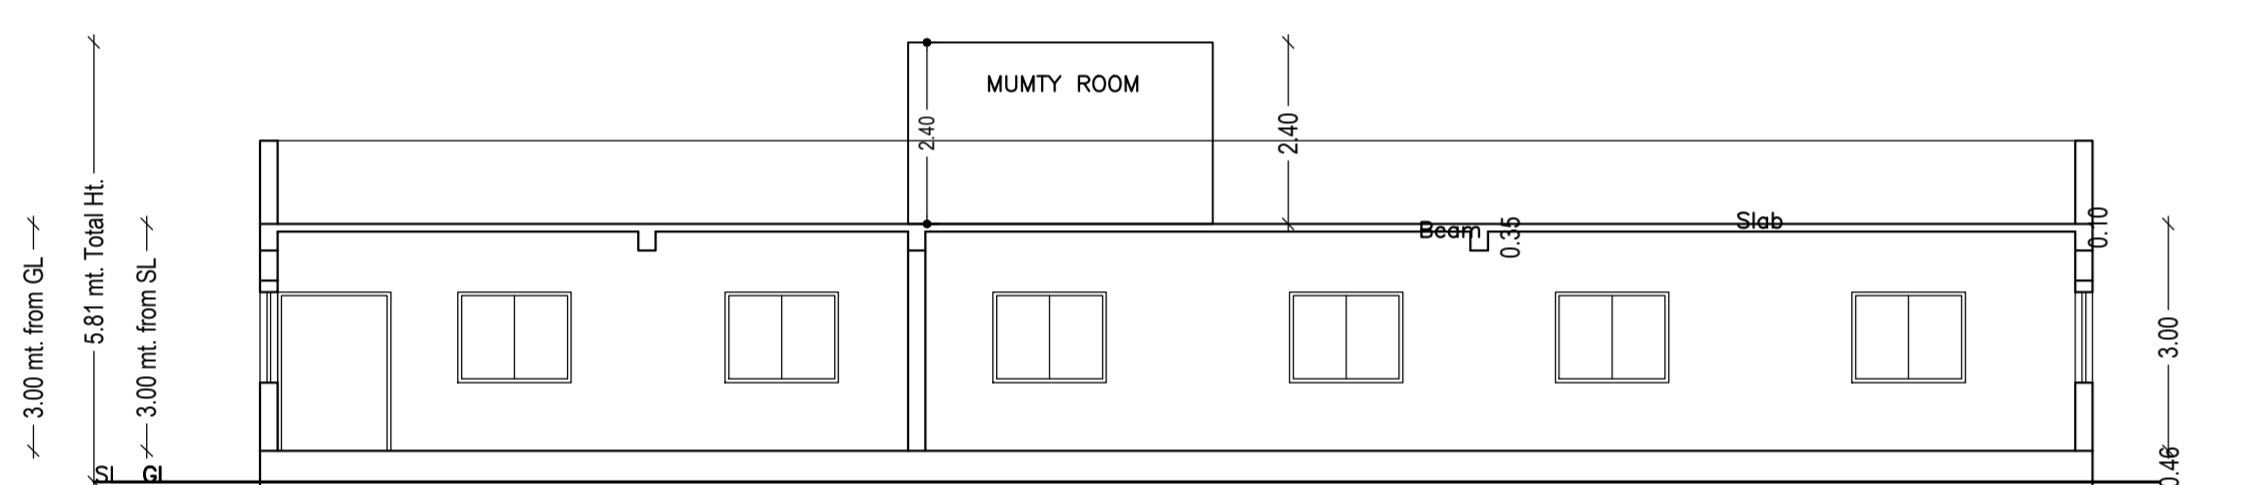 MUMTY ROOM
2.40
2.40
5.81 mt. Total Ht.
3.00 mt. from GL
3.00 mt. from SL
Beam
0.35
Slab
0.10
3.00
0.46
SL
GL